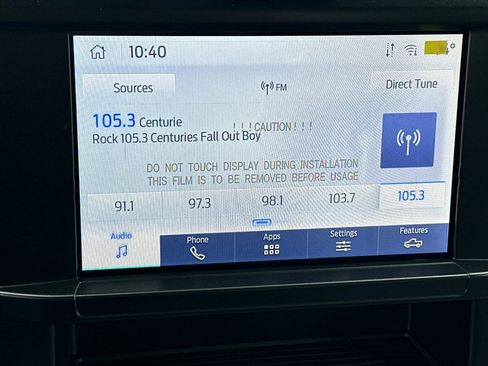 10:40
°
Sources
FM
Direct Tune
105.3 Centurie
Rock 105.3 Centuries Fall Out Boy
! ! ! CAUTION ! ! !
DO NOT TOUCH DISPLAY DURING INSTALLATION
THIS FILM IS TO BE REMOVED BEFORE USAGE
91.1 97.3 98.1 103.7 105.3
Audio Phone Apps Settings Features